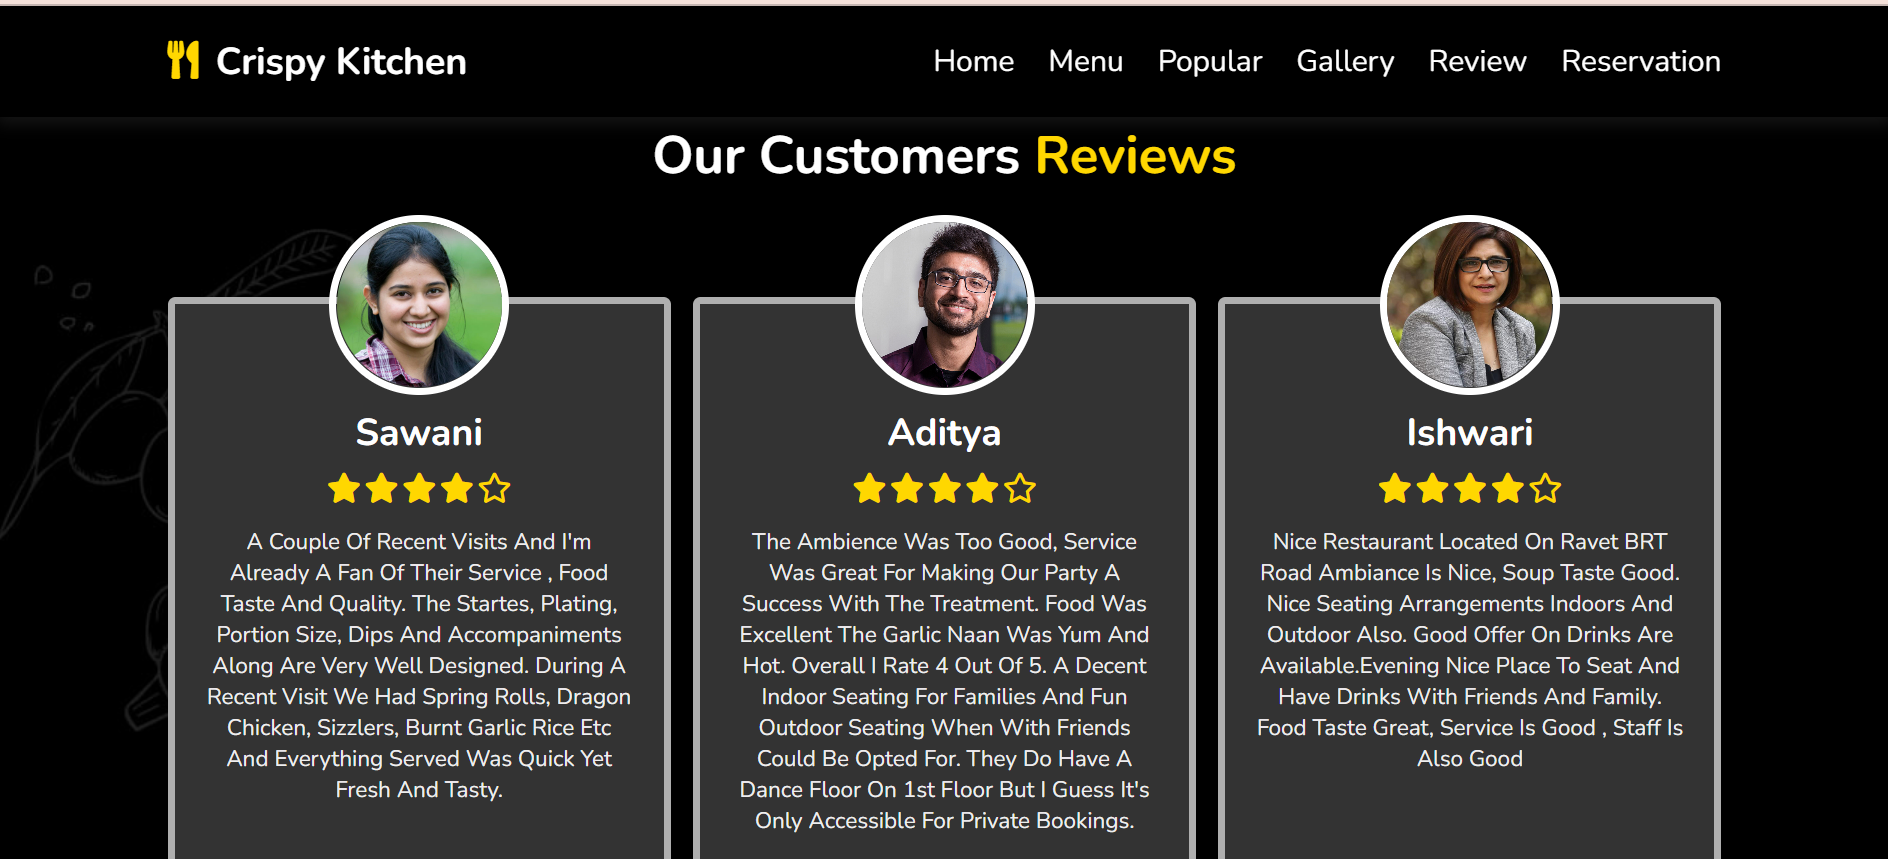 Crispy Kitchen
Home Menu Popular Gallery Review Reservation
Our Customers Reviews
Sawani
A Couple Of Recent Visits And I'm
Already A Fan Of Their Service , Food
Taste And Quality. The Startes, Plating,
Portion Size, Dips And Accompaniments
Along Are Very Well Designed. During A
Recent Visit We Had Spring Rolls, Dragon
Chicken, Sizzlers, Burnt Garlic Rice Etc
And Everything Served Was Quick Yet
Fresh And Tasty.
Aditya
The Ambience Was Too Good, Service
Was Great For Making Our Party A
Success With The Treatment. Food Was
Excellent The Garlic Naan Was Yum And
Hot. Overall I Rate 4 Out Of 5. A Decent
Indoor Seating For Families And Fun
Outdoor Seating When With Friends
Could Be Opted For. They Do Have A
Dance Floor On 1st Floor But I Guess It's
Only Accessible For Private Bookings.
Ishwari
Nice Restaurant Located On Ravet BRT
Road Ambiance Is Nice, Soup Taste Good.
Nice Seating Arrangements Indoors And
Outdoor Also. Good Offer On Drinks Are
Available.Evening Nice Place To Seat And
Have Drinks With Friends And Family.
Food Taste Great, Service Is Good , Staff Is
Also Good